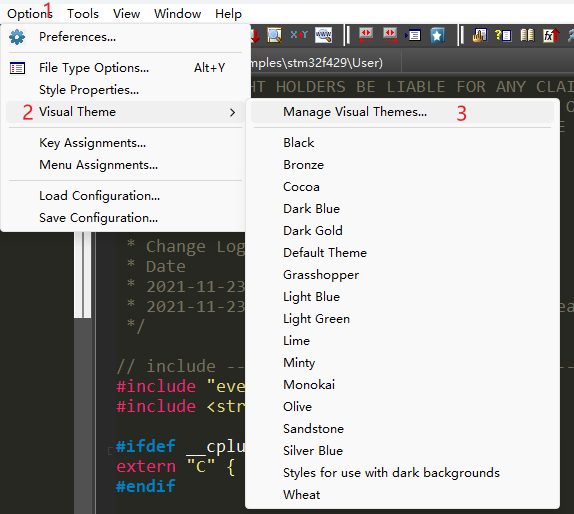 Options 1 Tools View Window Help
Preferences...
File Type Options... Alt+Y
Style Properties...
2 Visual Theme
Key Assignments...
Menu Assignments...
Load Configuration...
Save Configuration...
Manage Visual Themes... 3
Black
Bronze
Cocoa
Dark Blue
Dark Gold
Default Theme
Grasshopper
Light Blue
Light Green
Lime
Minty
Monokai
Olive
Sandstone
Silver Blue
Styles for use with dark backgrounds
Wheat
mples\stm32f429\User)
HT HOLDERS BE LIABLE FOR ANY CLAI
* Change Log
* Date
* 2021-11-23
* 2021-11-23
*/
// include --
#include "eve
#include <str
#ifdef __cplu
extern "C" {
#endif